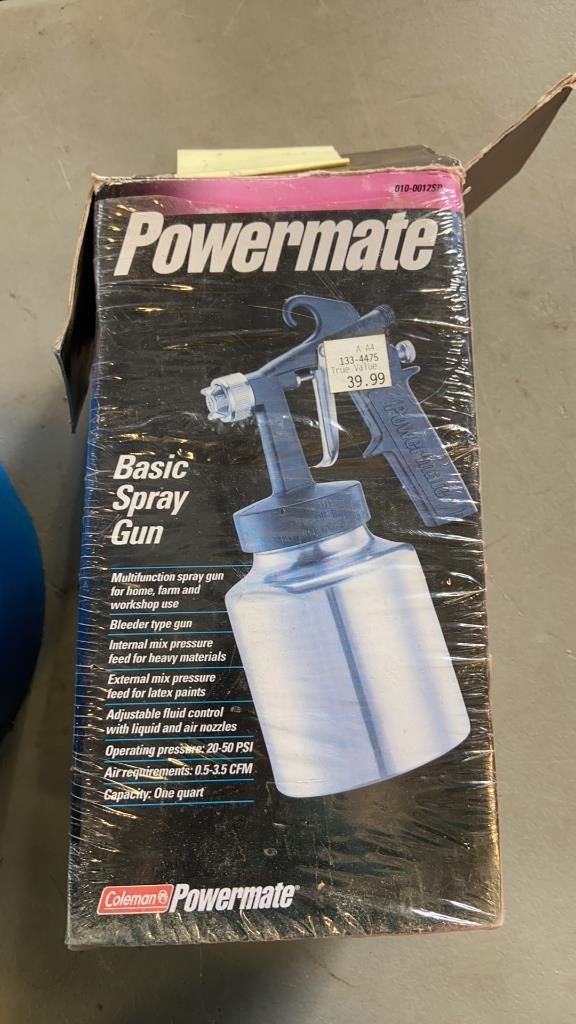 010-0012SP
Powermate
A A4
133-4475
True Value
39.99
Powermate
Basic
Spray
Gun
Multifunction spray gun
for home, farm and
workshop use
Bleeder type gun
Internal mix pressure
feed for heavy materials
External mix pressure
feed for latex paints
Adjustable fluid control
with liquid and air nozzles
Operating pressure: 20-50 PSI
Air requirements: 0.5-3.5 CFM
Capacity: One quart
Coleman Powermate®